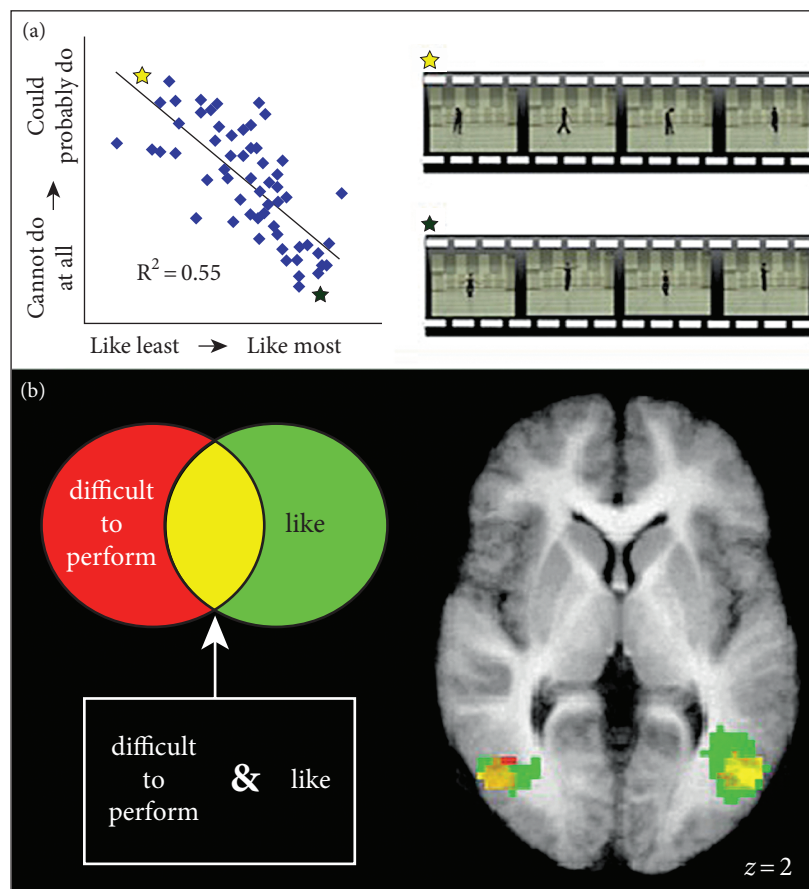 (a)
Could
probably do
Cannot do
at all
R² = 0.55
Like least → Like most
(b)
difficult
to
perform
like
difficult
to
perform
& like
z = 2